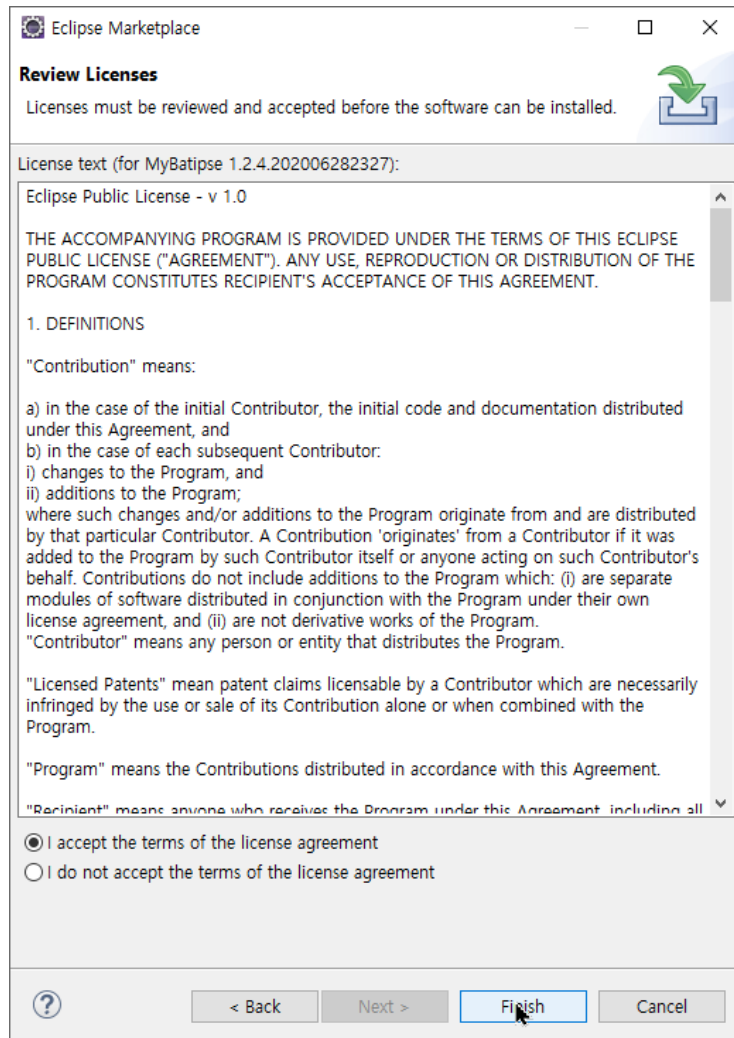 Eclipse Marketplace
Review Licenses
Licenses must be reviewed and accepted before the software can be installed.
License text (for MyBatipse 1.2.4.202006282327):
Eclipse Public License - v 1.0
THE ACCOMPANYING PROGRAM IS PROVIDED UNDER THE TERMS OF THIS ECLIPSE
PUBLIC LICENSE ("AGREEMENT"). ANY USE, REPRODUCTION OR DISTRIBUTION OF THE
PROGRAM CONSTITUTES RECIPIENT'S ACCEPTANCE OF THIS AGREEMENT.
1. DEFINITIONS
"Contribution" means:
a) in the case of the initial Contributor, the initial code and documentation distributed
under this Agreement, and
b) in the case of each subsequent Contributor:
i) changes to the Program, and
ii) additions to the Program;
where such changes and/or additions to the Program originate from and are distributed
by that particular Contributor. A Contribution 'originates' from a Contributor if it was
added to the Program by such Contributor itself or anyone acting on such Contributor's
behalf. Contributions do not include additions to the Program which: (i) are separate
modules of software distributed in conjunction with the Program under their own
license agreement, and (ii) are not derivative works of the Program.
"Contributor" means any person or entity that distributes the Program.
"Licensed Patents" mean patent claims licensable by a Contributor which are necessarily
infringed by the use or sale of its Contribution alone or when combined with the
Program.
"Program" means the Contributions distributed in accordance with this Agreement.
"Recipient" means anyone who receives the Program under this Agreement, including all
I accept the terms of the license agreement
I do not accept the terms of the license agreement
? < Back Next > Finish Cancel